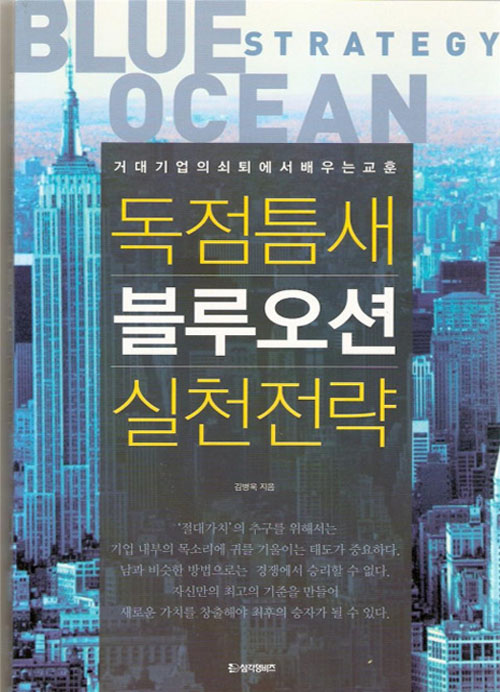 BLUE STRATEGY
OCEAN
거대기업의쇠퇴에서배우는교훈
독점틈새
블루오션
실천전략
김병욱 지음
'절대가치'의 추구를 위해서는
기업 내부의 목소리에 귀를 기울이는 태도가 중요하다.
남과 비슷한 방법으로는 경쟁에서 승리할 수 없다.
자신만의 최고의 기준을 만들어
새로운 가치를 창출해야 최후의 승자가 될 수 있다.
삼각형비즈